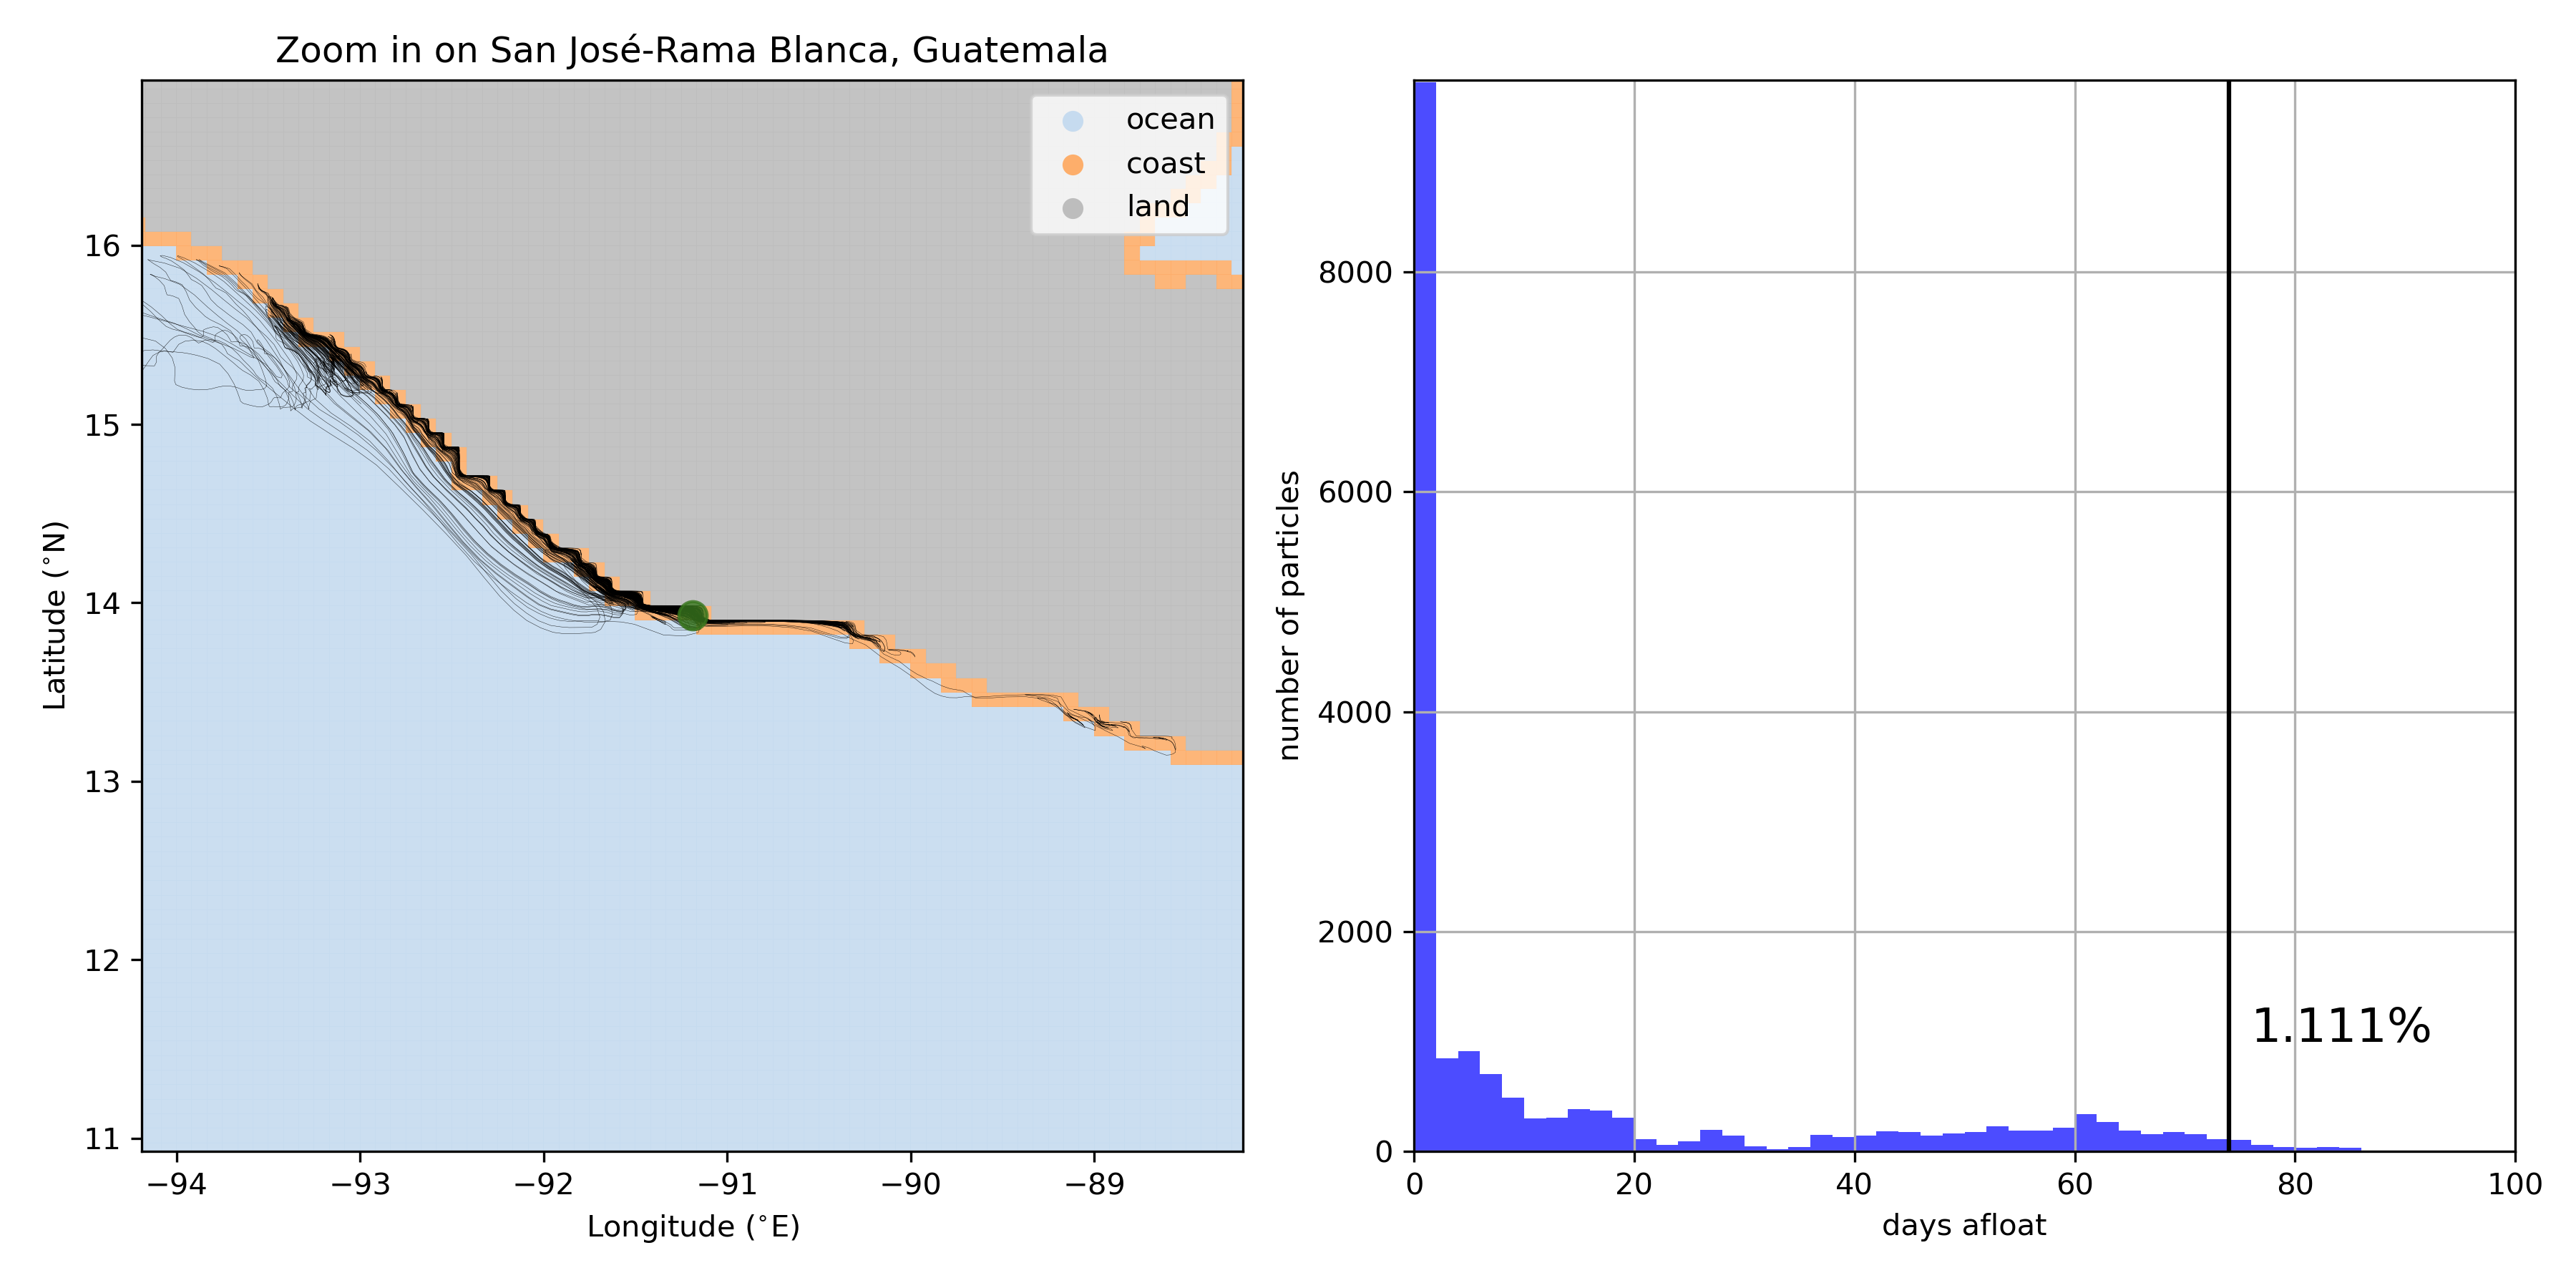 Zoom in on San José-Rama Blanca, Guatemala
ocean
coast
land
16
15
14
13
12
11
Latitude (°N)
−94 −93 −92 −91 −90 −89
Longitude (°E)
8000
6000
4000
2000
0
number of particles
1.111%
0 20 40 60 80 100
days afloat